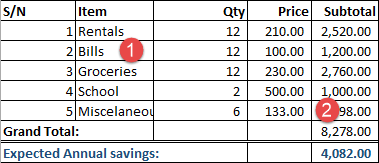 S/N Item Qty Price Subtotal
1 Rentals 12 210.00 2,520.00
2 Bills 1 12 100.00 1,200.00
3 Groceries 12 230.00 2,760.00
4 School 2 500.00 1,000.00
5 Miscelaneou 6 133.00 2 98.00
Grand Total: 8,278.00
Expected Annual savings: 4,082.00